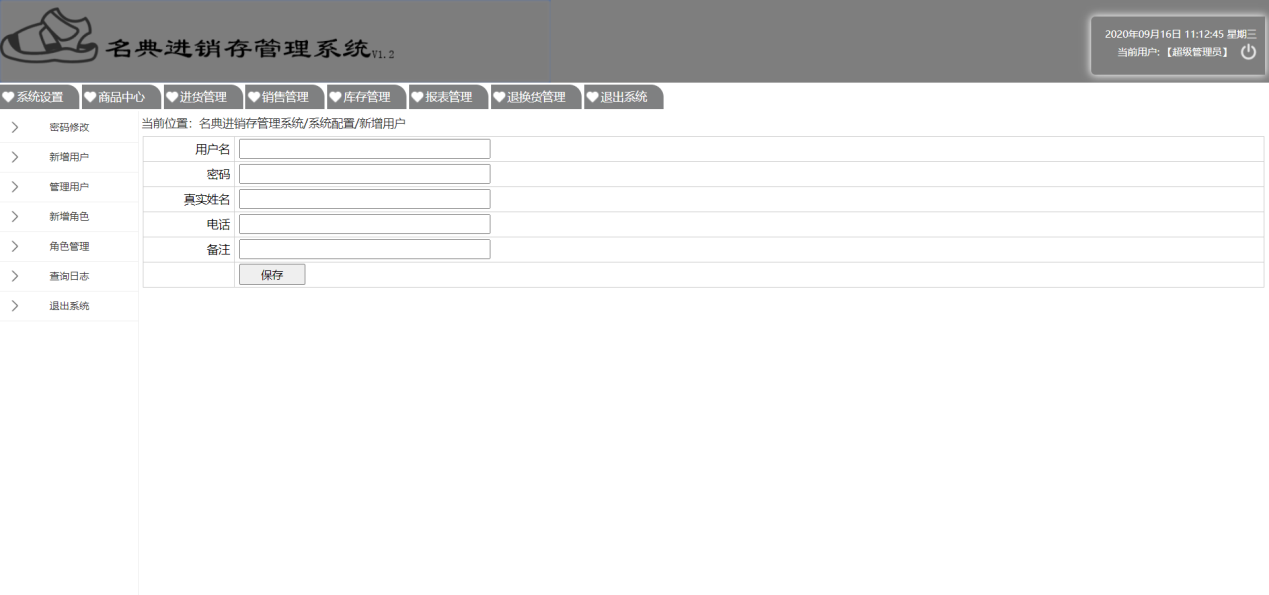 名典进销存管理系统V1.2
2020年09月16日 11:12:45 星期三
当前用户:【超级管理员】
系统设置 商品中心 进货管理 销售管理 库存管理 报表管理 退换货管理 退出系统
密码修改
新增用户
管理用户
新增角色
角色管理
查询日志
退出系统
当前位置：名典进销存管理系统/系统配置/新增用户
用户名
密码
真实姓名
电话
备注
保存